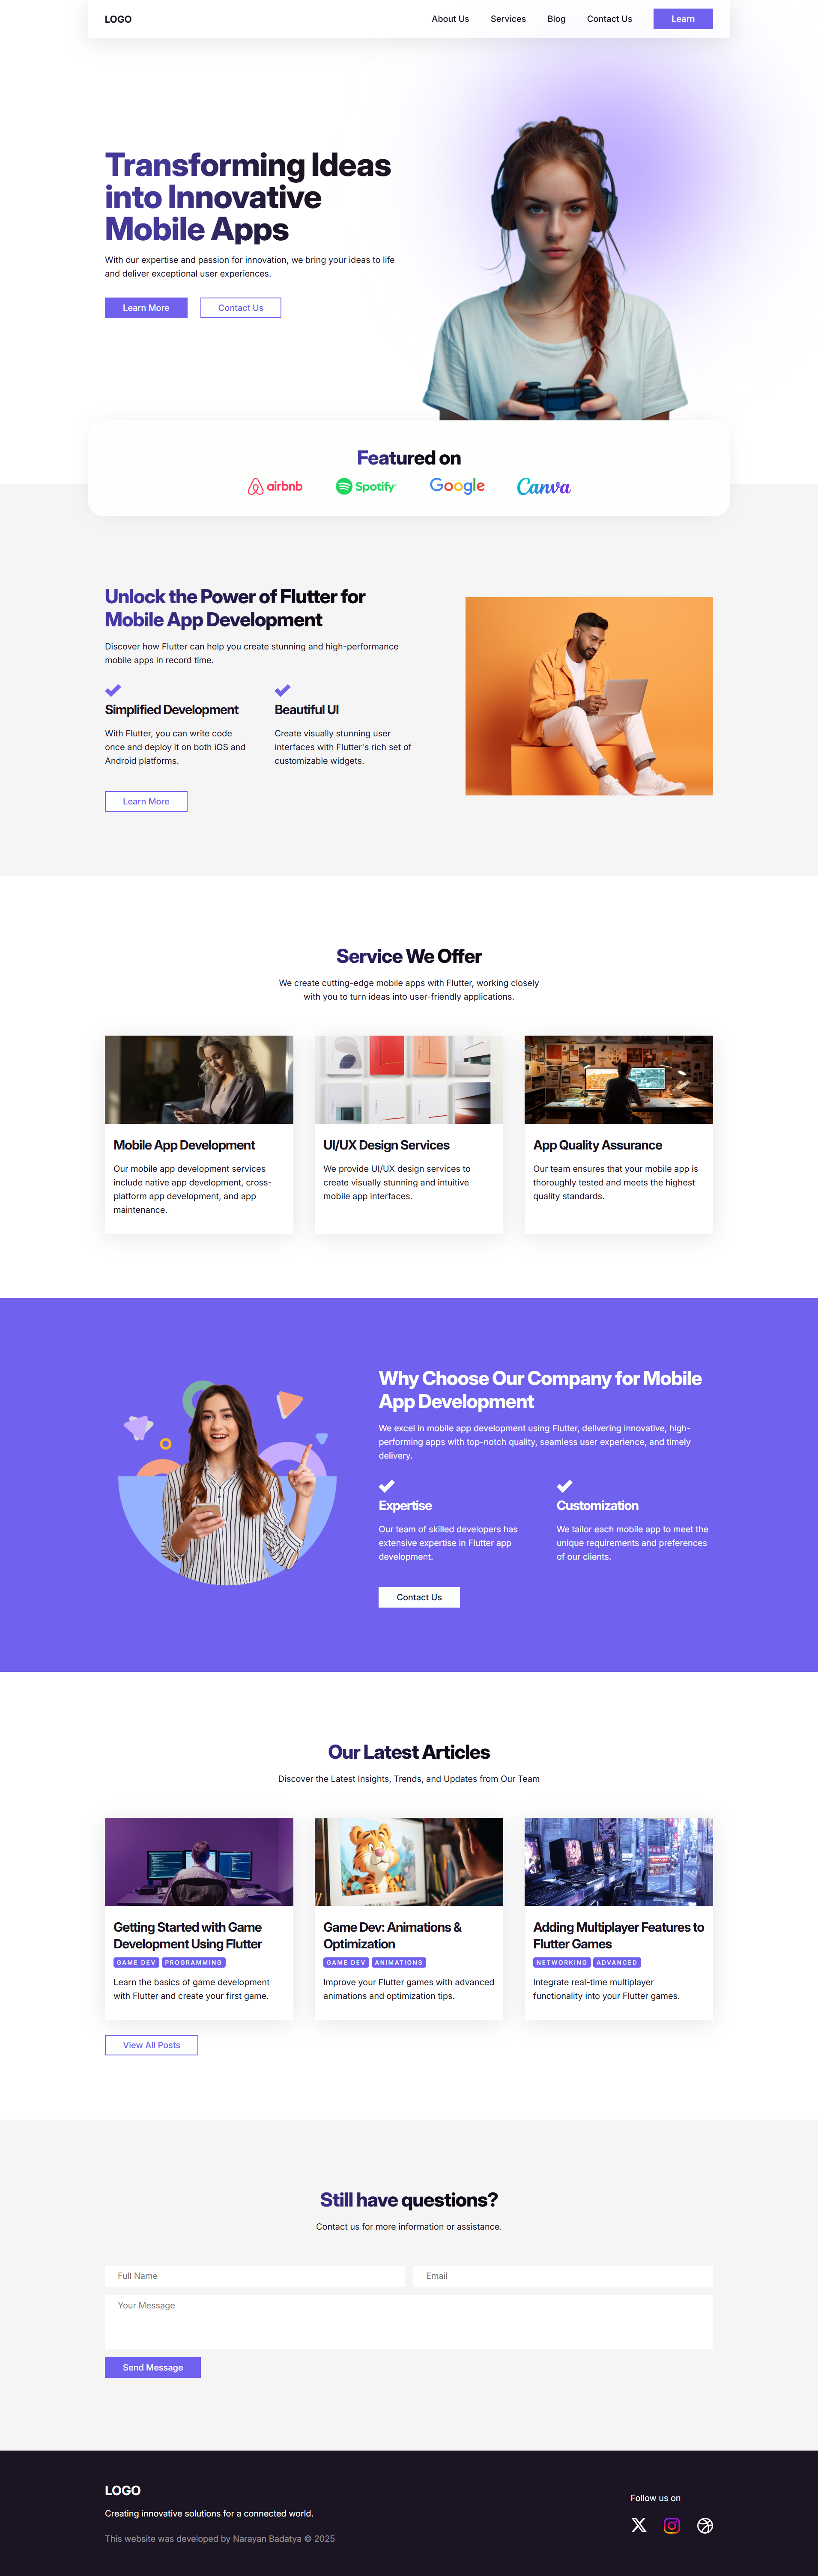 LOGO
About Us
Services
Blog
Contact Us
Learn
Transforming Ideas
into Innovative
Mobile Apps
With our expertise and passion for innovation, we bring your ideas to life
and deliver exceptional user experiences.
Learn More
Contact Us
Featured on
airbnb
Spotify
Google
Canva
Unlock the Power of Flutter for
Mobile App Development
Discover how Flutter can help you create stunning and high-performance
mobile apps in record time.
Simplified Development
With Flutter, you can write code
once and deploy it on both iOS and
Android platforms.
Beautiful UI
Create visually stunning user
interfaces with Flutter's rich set of
customizable widgets.
Learn More
Service We Offer
We create cutting-edge mobile apps with Flutter, working closely
with you to turn ideas into user-friendly applications.
Mobile App Development
Our mobile app development services
include native app development, cross-
platform app development, and app
maintenance.
UI/UX Design Services
We provide UI/UX design services to
create visually stunning and intuitive
mobile app interfaces.
App Quality Assurance
Our team ensures that your mobile app is
thoroughly tested and meets the highest
quality standards.
Why Choose Our Company for Mobile
App Development
We excel in mobile app development using Flutter, delivering innovative, high-
performing apps with top-notch quality, seamless user experience, and timely
delivery.
Expertise
Our team of skilled developers has
extensive expertise in Flutter app
development.
Customization
We tailor each mobile app to meet the
unique requirements and preferences
of our clients.
Contact Us
Our Latest Articles
Discover the Latest Insights, Trends, and Updates from Our Team
Getting Started with Game
Development Using Flutter
GAME DEV PROGRAMMING
Learn the basics of game development
with Flutter and create your first game.
Game Dev: Animations &
Optimization
GAME DEV ANIMATIONS
Improve your Flutter games with advanced
animations and optimization tips.
Adding Multiplayer Features to
Flutter Games
NETWORKING ADVANCED
Integrate real-time multiplayer
functionality into your Flutter games.
View All Posts
Still have questions?
Contact us for more information or assistance.
Full Name
Email
Your Message
Send Message
LOGO
Creating innovative solutions for a connected world.
This website was developed by Narayan Badatya © 2025
Follow us on